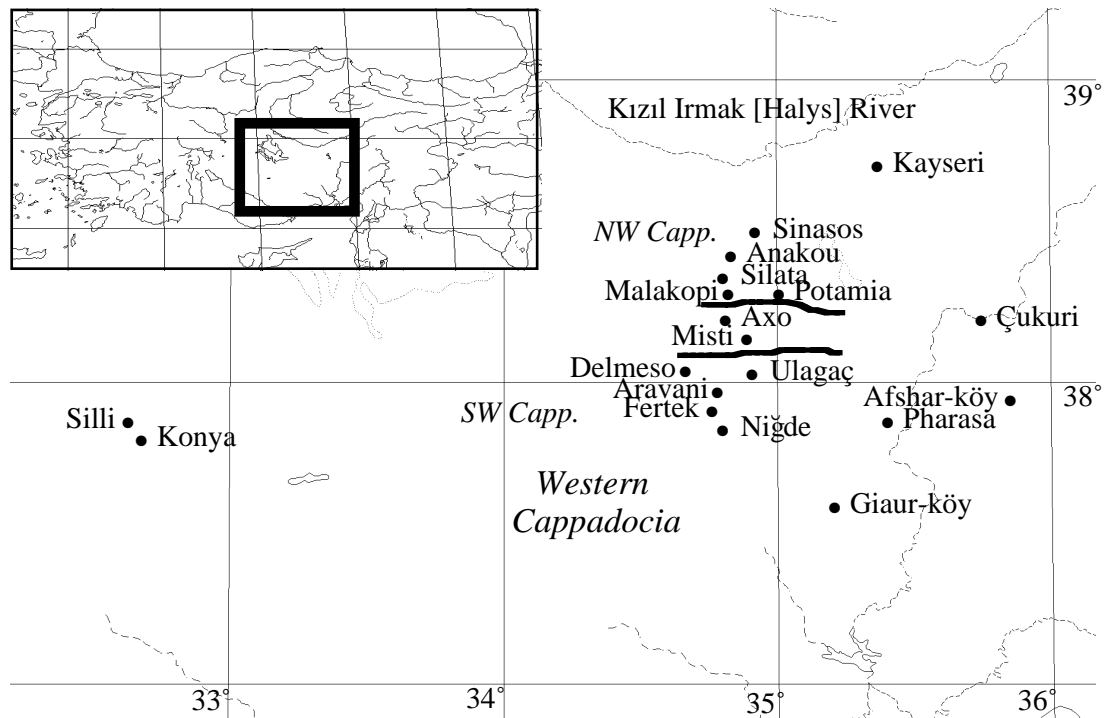 39°
Kızıl Irmak [Halys] River
Kayseri
NW Capp.
Sinasos
Anakou
Silata
Malakopi
Potamia
Axo
Çukuri
Misti
Delmeso
Ulagaç
38°
Aravani
Afshar-köy
SW Capp.
Fertek
Pharasa
Silli
Niğde
Konya
Western
Cappadocia
Giaur-köy
33°
34°
35°
36°